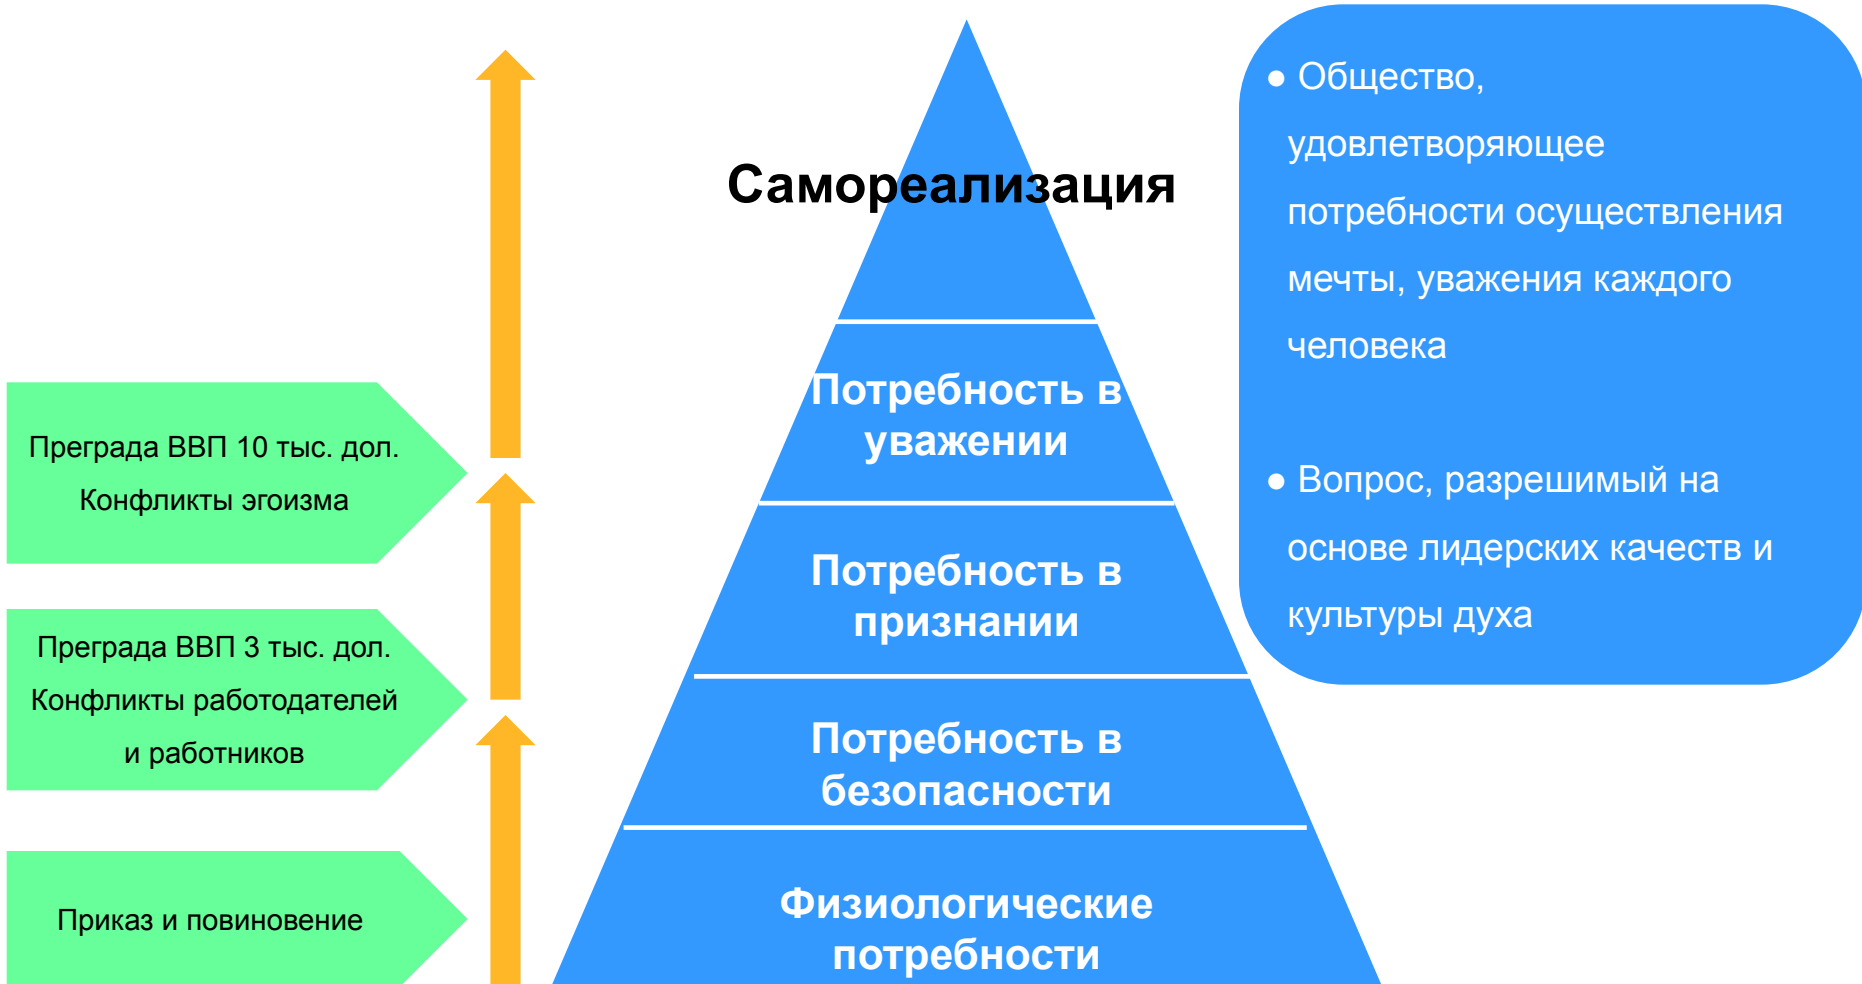 Самореализация
Потребность в
уважении
Потребность в
признании
Потребность в
безопасности
Физиологические
потребности
Преграда ВВП 10 тыс. дол.
Конфликты эгоизма
Преграда ВВП 3 тыс. дол.
Конфликты работодателей
и работников
Приказ и повиновение
● Общество,
удовлетворяющее
потребности осуществления
мечты, уважения каждого
человека
● Вопрос, разрешимый на
основе лидерских качеств и
культуры духа